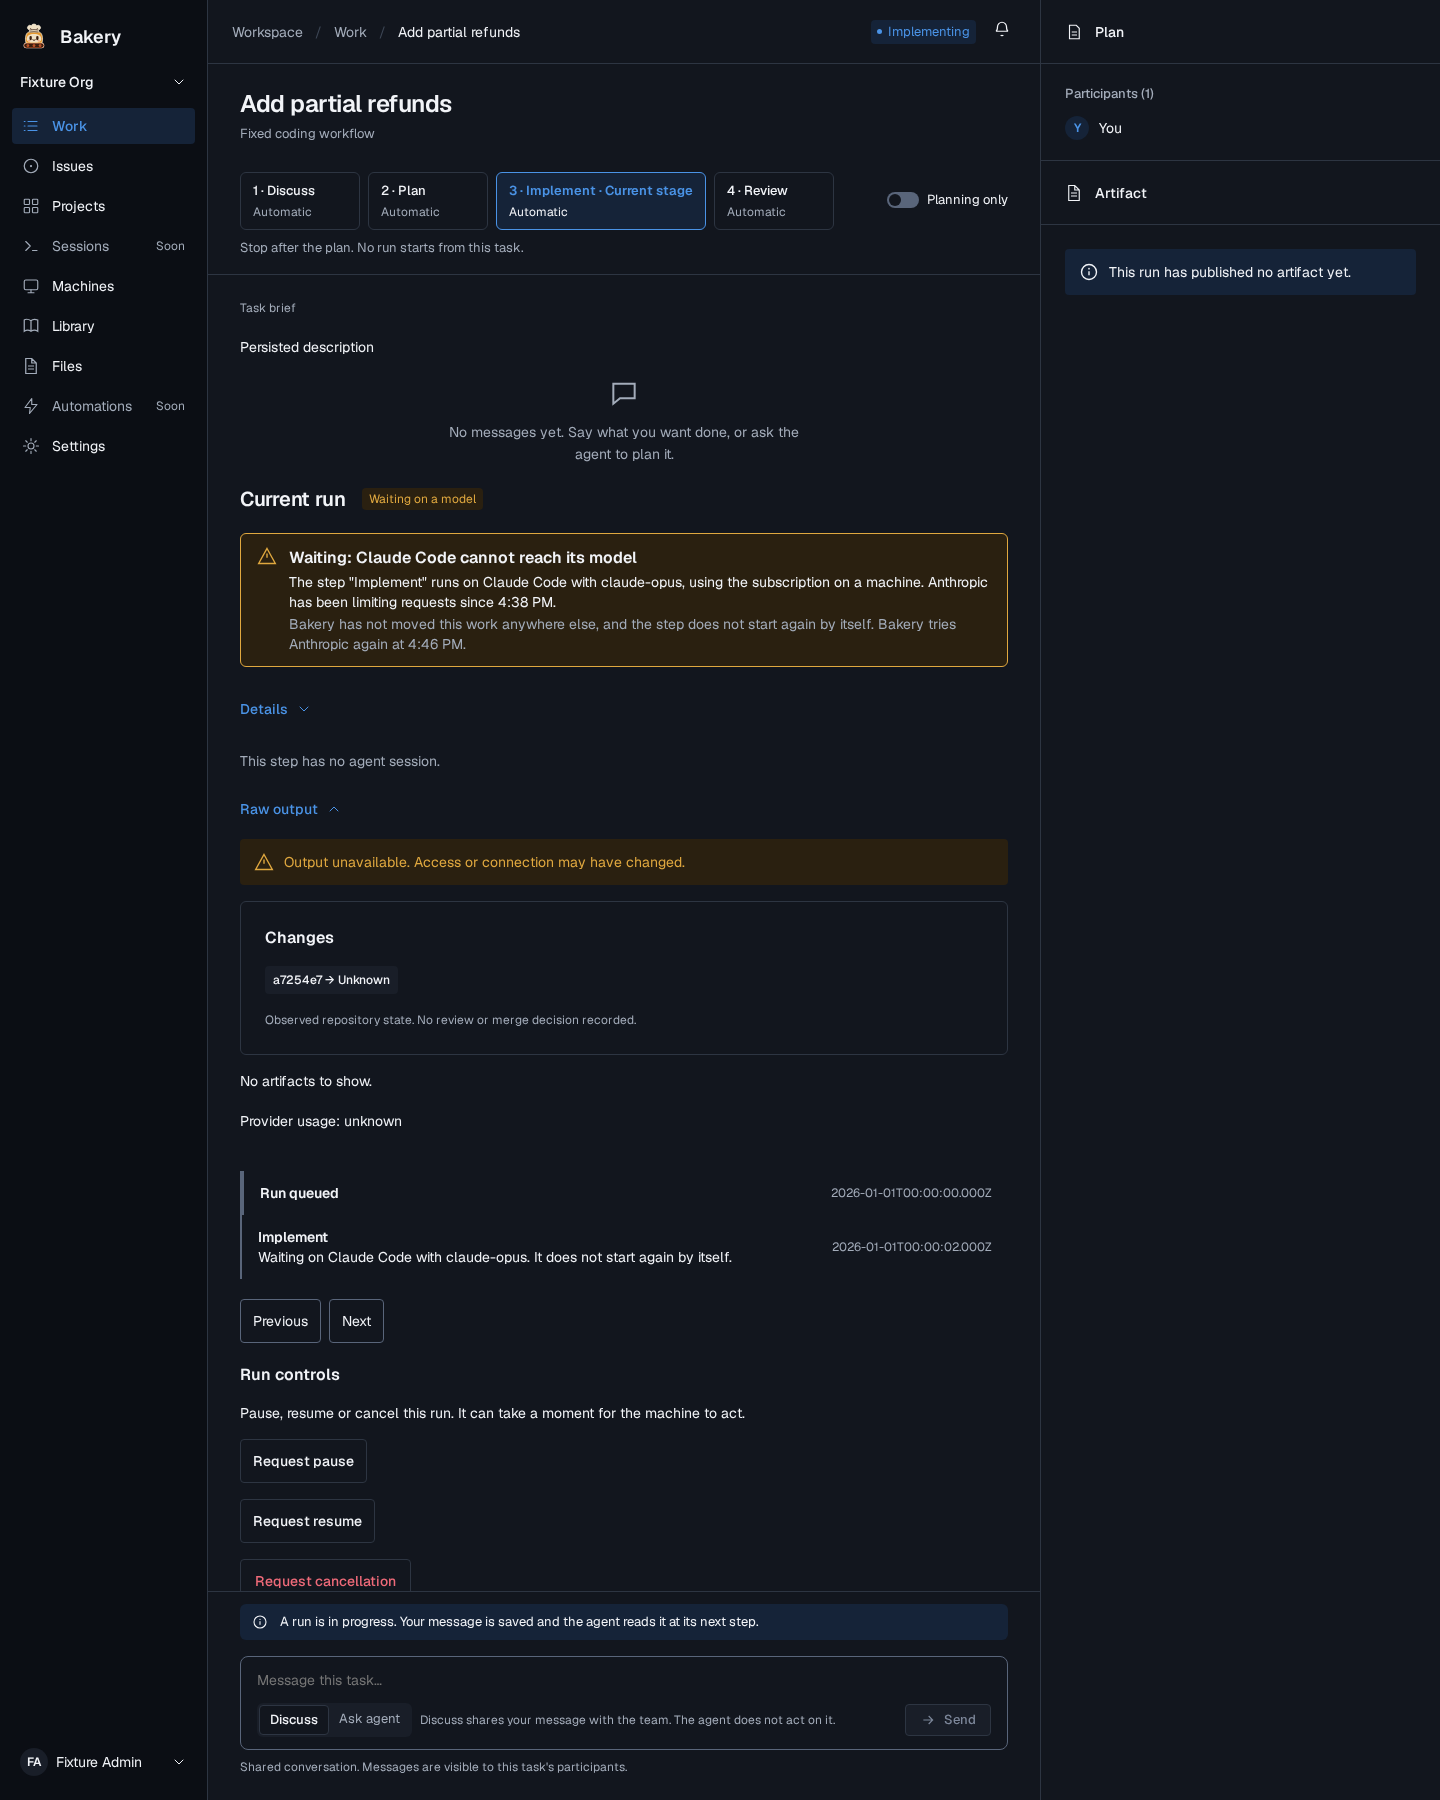 Bakery
Fixture Org
Work
Issues
Projects
Sessions Soon
Machines
Library
Files
Automations Soon
Settings
FA Fixture Admin
Workspace / Work / Add partial refunds
Implementing
Add partial refunds
Fixed coding workflow
1 · Discuss
Automatic
2 · Plan
Automatic
3 · Implement · Current stage
Automatic
4 · Review
Automatic
Planning only
Stop after the plan. No run starts from this task.
Task brief
Persisted description
No messages yet. Say what you want done, or ask the
agent to plan it.
Current run Waiting on a model
Waiting: Claude Code cannot reach its model
The step "Implement" runs on Claude Code with claude-opus, using the subscription on a machine. Anthropic
has been limiting requests since 4:38 PM.
Bakery has not moved this work anywhere else, and the step does not start again by itself. Bakery tries
Anthropic again at 4:46 PM.
Details
This step has no agent session.
Raw output
Output unavailable. Access or connection may have changed.
Changes
a7254e7 → Unknown
Observed repository state. No review or merge decision recorded.
No artifacts to show.
Provider usage: unknown
Run queued 2026-01-01T00:00:00.000Z
Implement
Waiting on Claude Code with claude-opus. It does not start again by itself.
2026-01-01T00:00:02.000Z
Previous Next
Run controls
Pause, resume or cancel this run. It can take a moment for the machine to act.
Request pause
Request resume
Request cancellation
A run is in progress. Your message is saved and the agent reads it at its next step.
Message this task...
Discuss Ask agent Discuss shares your message with the team. The agent does not act on it. → Send
Shared conversation. Messages are visible to this task's participants.
Plan
Participants (1)
Y You
Artifact
This run has published no artifact yet.